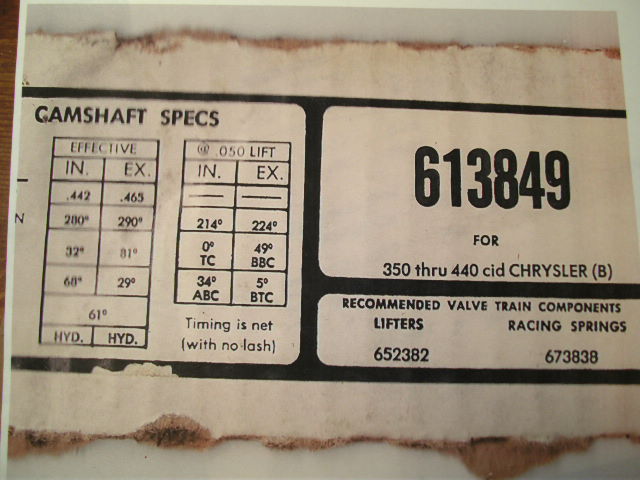 CAMSHAFT SPECS
EFFECTIVE
IN. EX.
.442 .465
280° 290°
32° 81°
68° 29°
61°
HYD. HYD.
@ .050 LIFT
IN. EX.
— —
214° 224°
0° 49°
TC BBC
34° 5°
ABC BTC
Timing is net
(with no lash)
N
613849
FOR
350 thru 440 cid CHRYSLER (B)
RECOMMENDED VALVE TRAIN COMPONENTS
LIFTERS RACING SPRINGS
652382 673838